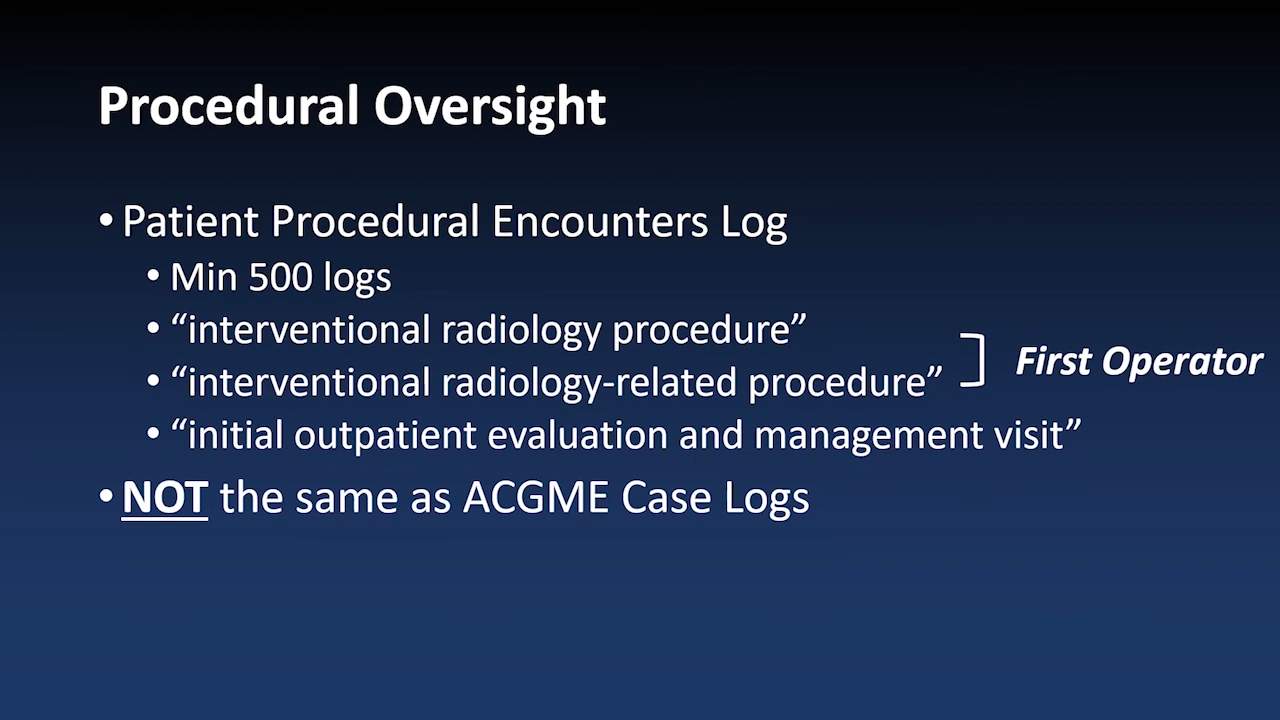 Procedural Oversight
• Patient Procedural Encounters Log
• Min 500 logs
• “interventional radiology procedure”
• “interventional radiology-related procedure”
First Operator
• “initial outpatient evaluation and management visit”
• NOT the same as ACGME Case Logs